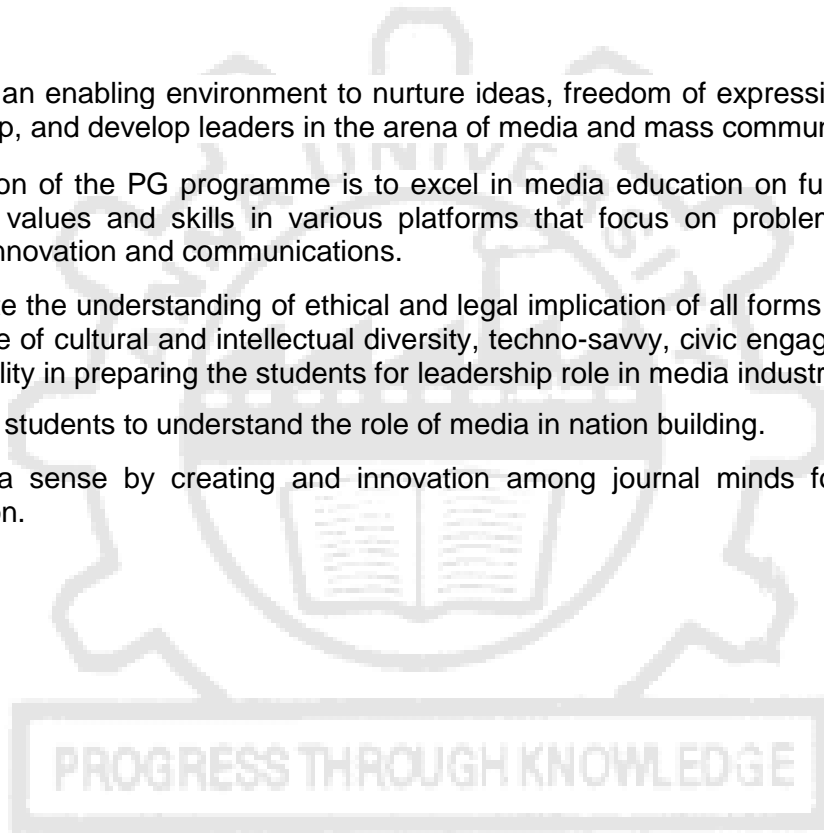 an enabling environment to nurture ideas, freedom of expressi
p, and develop leaders in the arena of media and mass commun
on of the PG programme is to excel in media education on fu
values and skills in various platforms that focus on problem
nnovation and communications.
e the understanding of ethical and legal implication of all forms
e of cultural and intellectual diversity, techno-savvy, civic engag
lity in preparing the students for leadership role in media industr
students to understand the role of media in nation building.
a sense by creating and innovation among journal minds fo
on.
PROGRESS THROUGH KNOWLEDGE